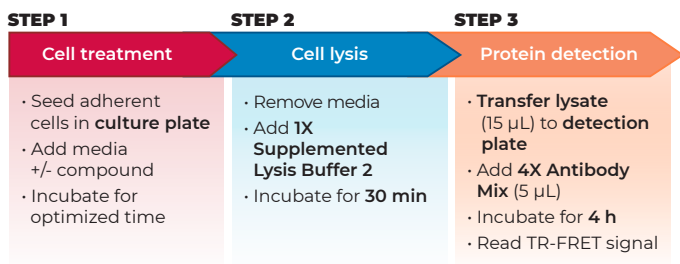 STEP 1
Cell treatment
· Seed adherent
cells in culture plate
· Add media
+/- compound
· Incubate for
optimized time
STEP 2
Cell lysis
· Remove media
· Add 1X
Supplemented
Lysis Buffer 2
· Incubate for 30 min
STEP 3
Protein detection
· Transfer lysate
(15 µL) to detection
plate
· Add 4X Antibody
Mix (5 µL)
· Incubate for 4 h
· Read TR-FRET signal